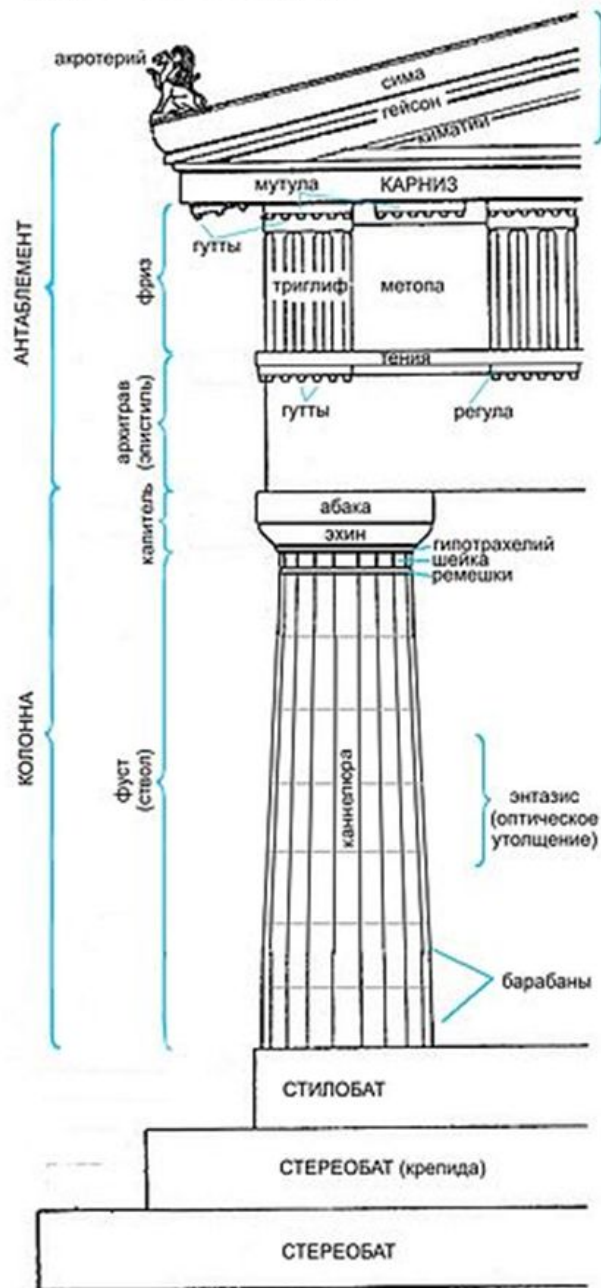 акротерий
сима
гейсон
киматий
мутула
КАРНИЗ
гутты
триглиф
метопа
тения
гутты
регула
абака
эхин
гипотрахелий
шейка
ремешки
АНТАБЛЕМЕНТ
фриз
архитрав
(эпистиль)
капитель
КОЛОННА
фуст
(ствол)
каннелюра
энтазис
(оптическое
утолщение)
барабаны
СТИЛОБАТ
СТЕРЕОБАТ (крепида)
СТЕРЕОБАТ